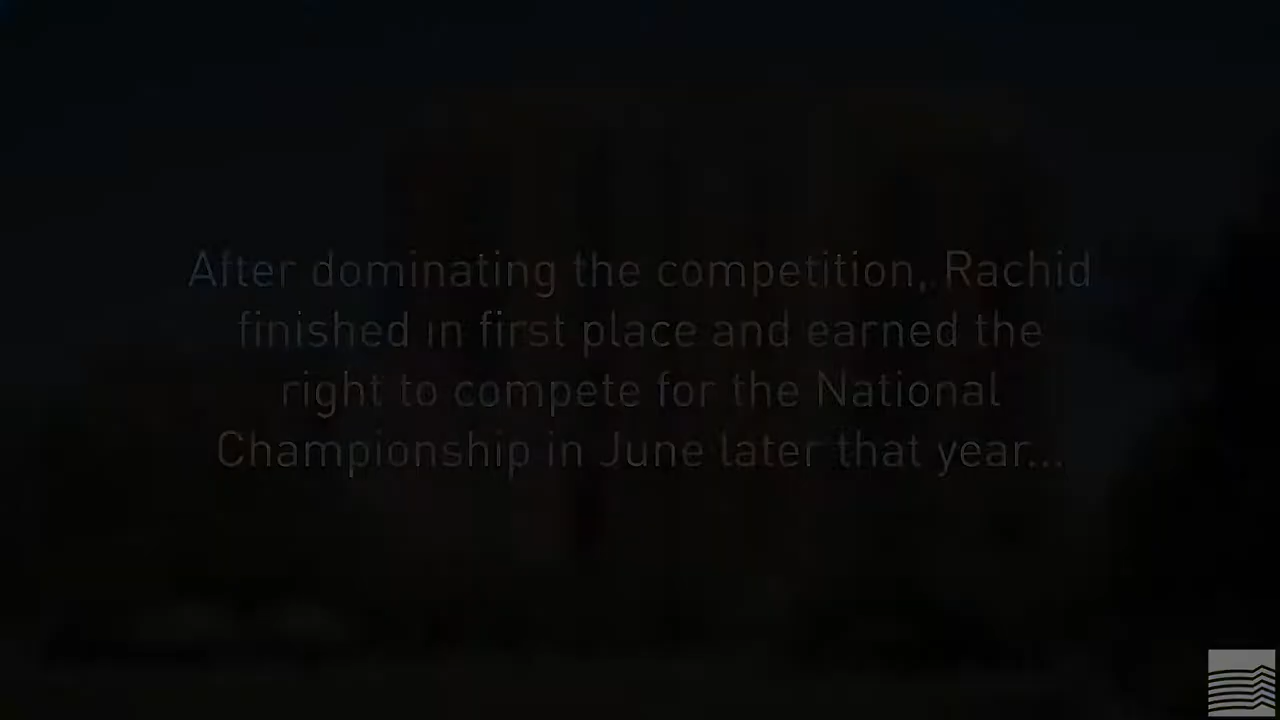 After dominating the competition, Rachid
finished in first place and earned the
right to compete for the National
Championship in June later that year...